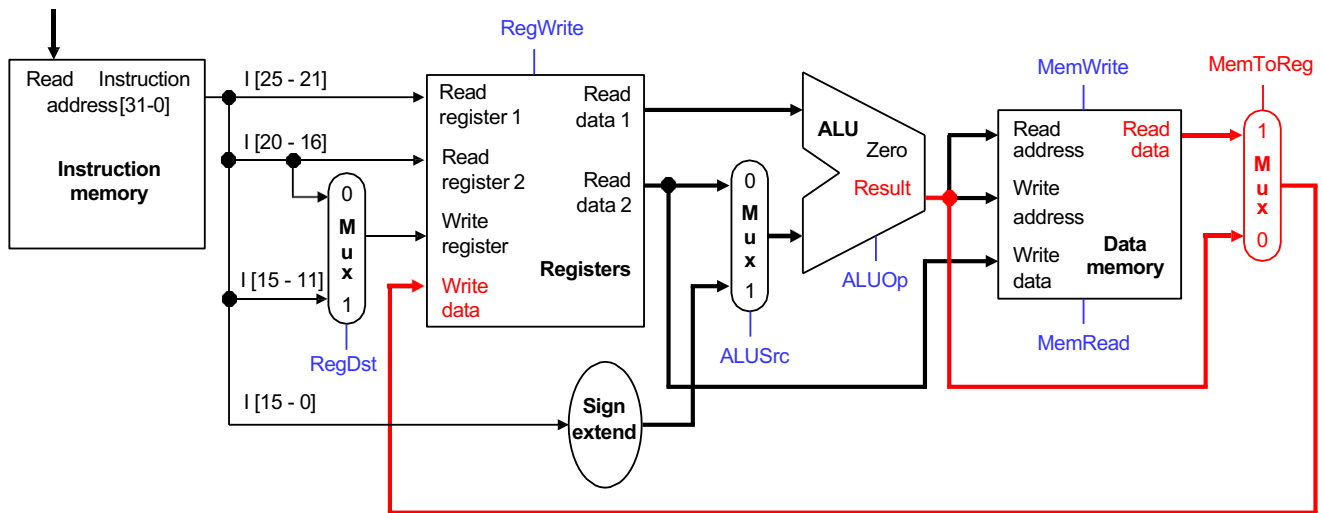 Read Instruction
address[31-0]
Instruction
memory
I [25 - 21]
I [20 - 16]
I [15 - 11]
I [15 - 0]
0
M
u
x
1
RegDst
RegWrite
Read
register 1
Read
register 2
Write
register
Write
data
Read
data 1
Read
data 2
Registers
Sign
extend
0
M
u
x
1
ALUSrc
ALU
Zero
Result
ALUOp
MemWrite
Read
address
Write
address
Write
data
Read
data
Data
memory
MemRead
MemToReg
1
M
u
x
0